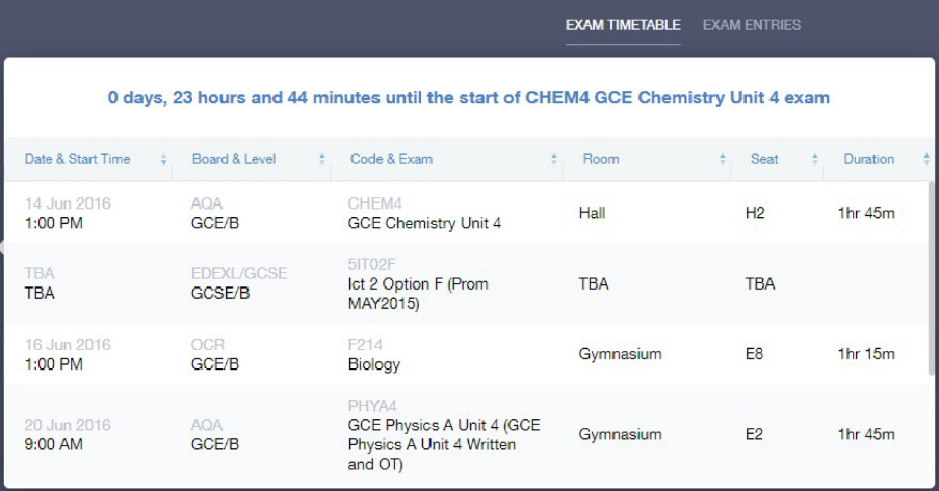 EXAM TIMETABLE EXAM ENTRIES
0 days, 23 hours and 44 minutes until the start of CHEM4 GCE Chemistry Unit 4 exam
Date & Start Time Board & Level Code & Exam Room Seat Duration
14 Jun 2016 AQA CHEM4
1:00 PM GCE/B GCE Chemistry Unit 4 Hall H2 1hr 45m
TBA EDEXL/GCSE 5IT02F
TBA GCSE/B Ict 2 Option F (Prom TBA TBA
MAY2015)
16 Jun 2016 OCR F214
1:00 PM GCE/B Biology Gymnasium E8 1hr 15m
PHYA4
20 Jun 2016 AQA GCE Physics A Unit 4 (GCE
9:00 AM GCE/B Physics A Unit 4 Written Gymnasium E2 1hr 45m
and OT)